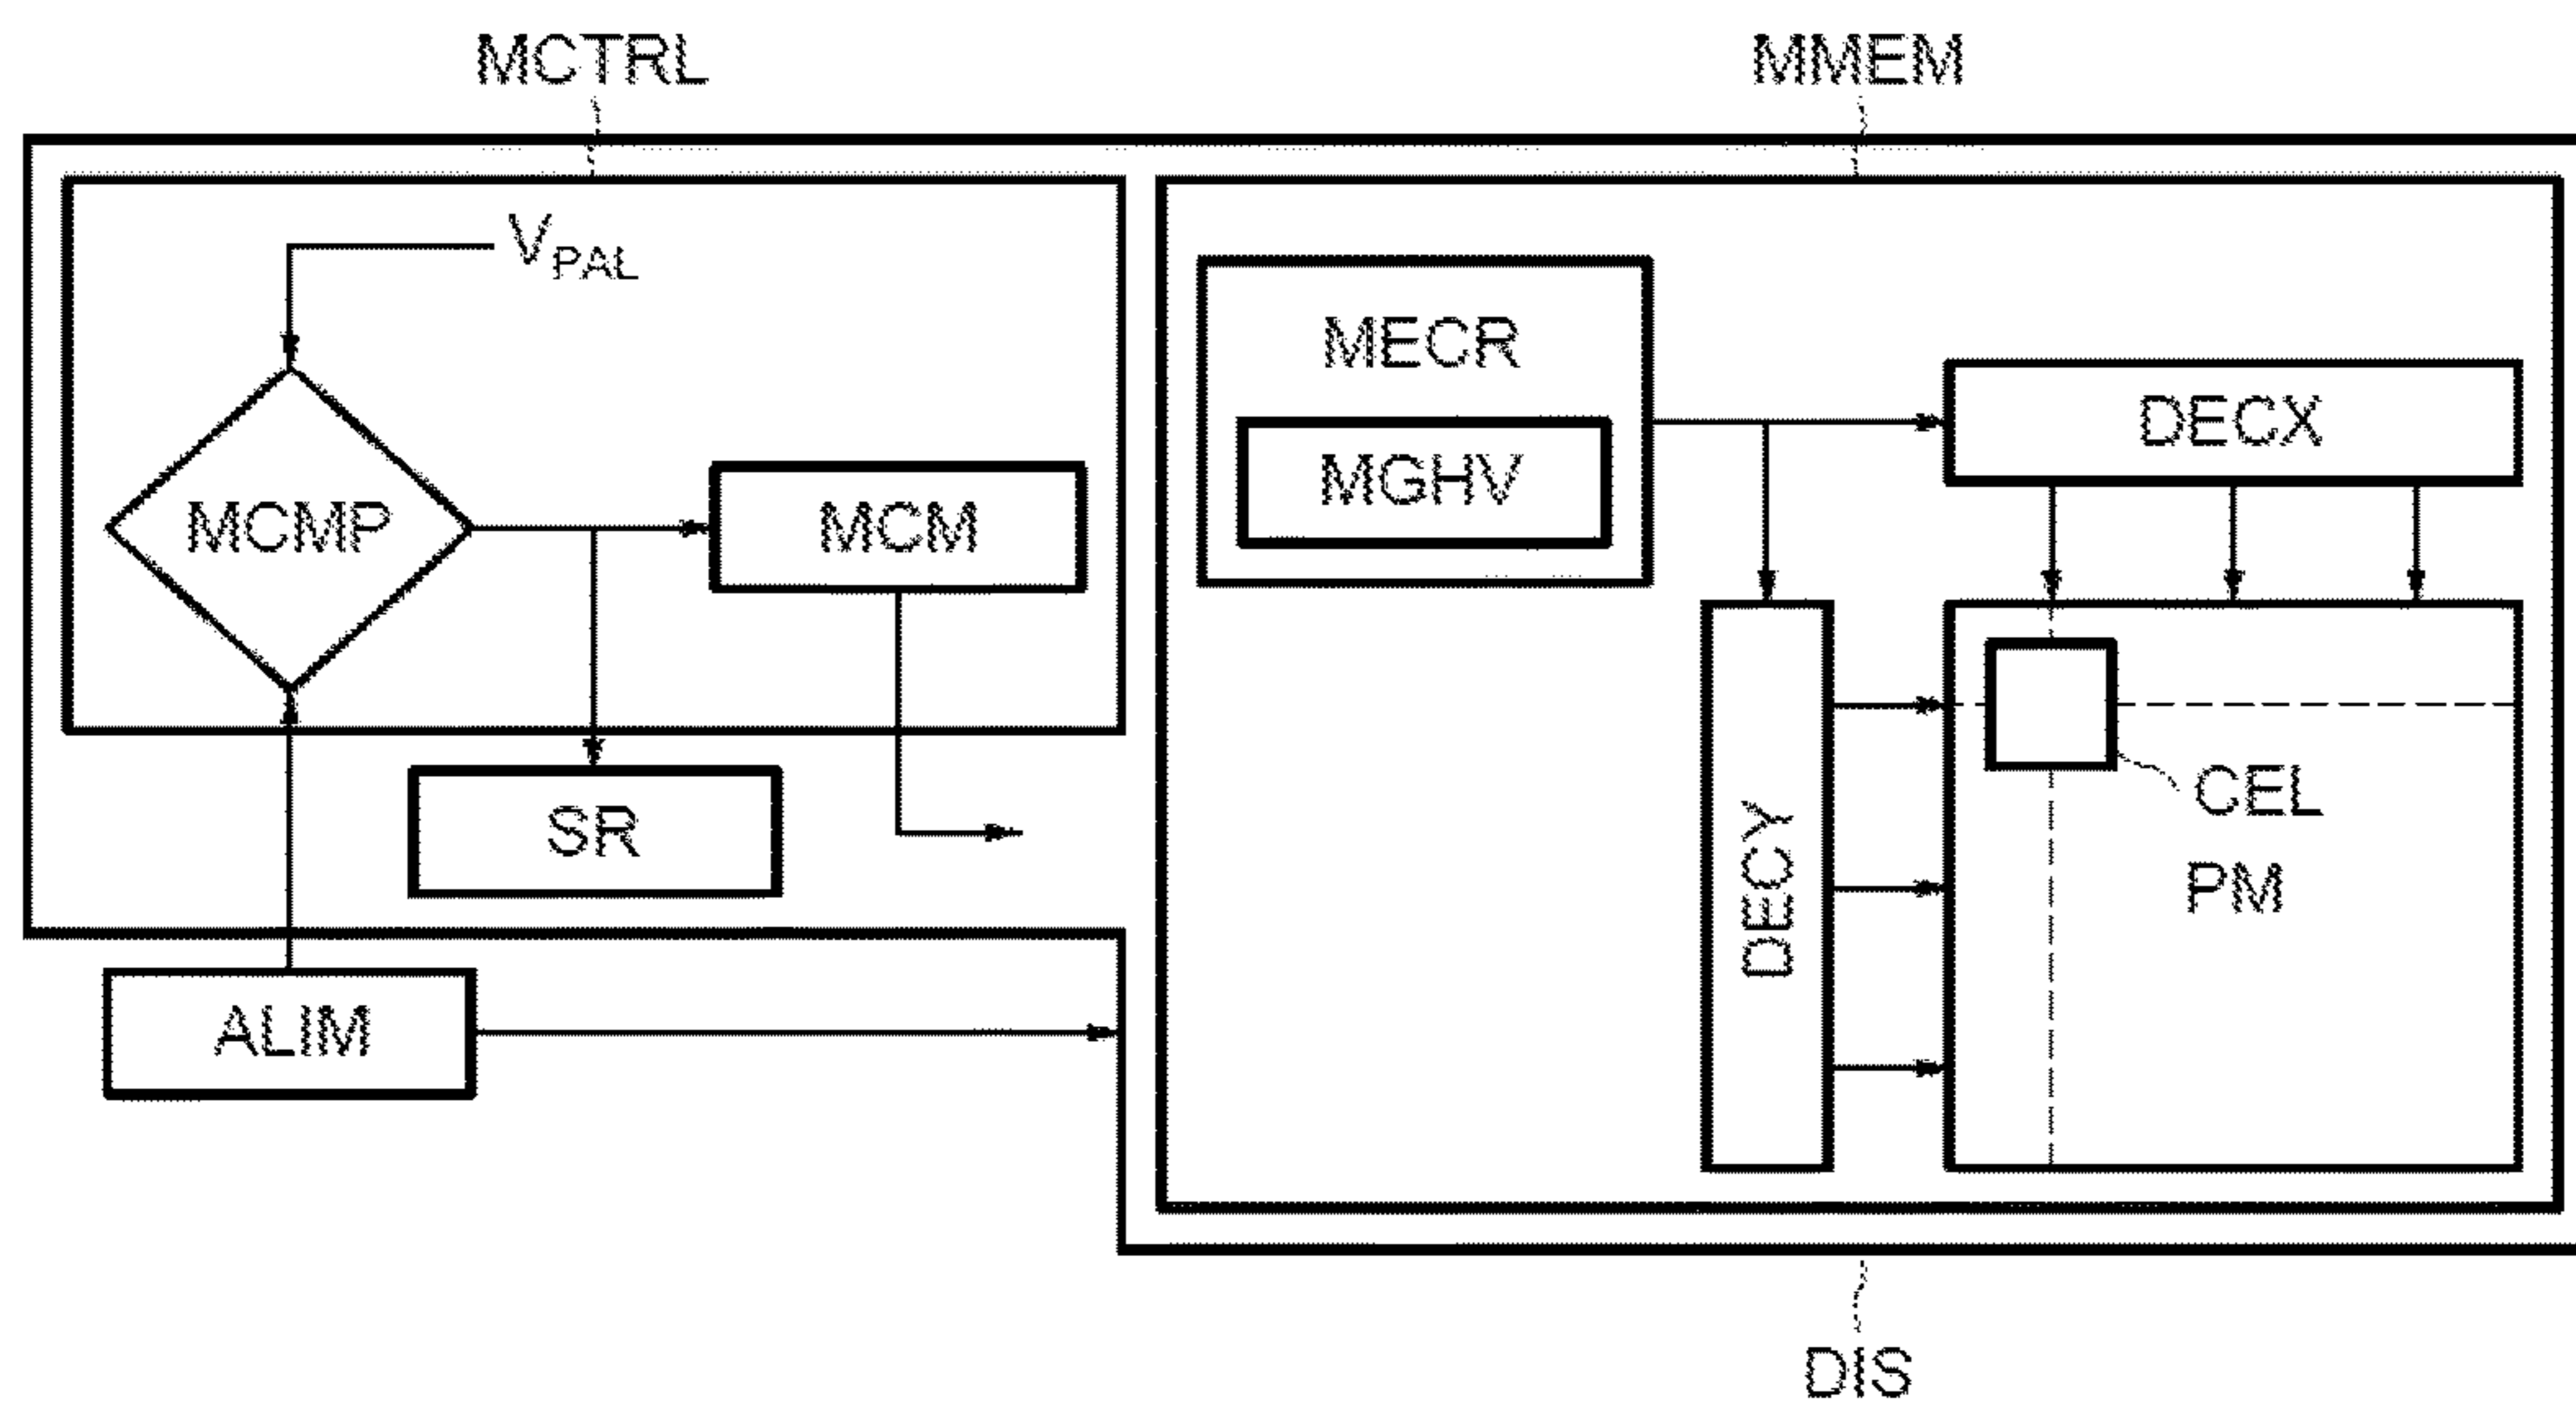 MCTRL
MMEM
VPAL
MECR
DECX
MGHV
MCMP
MCM
CEL
SR
DECY
PM
ALIM
DIS